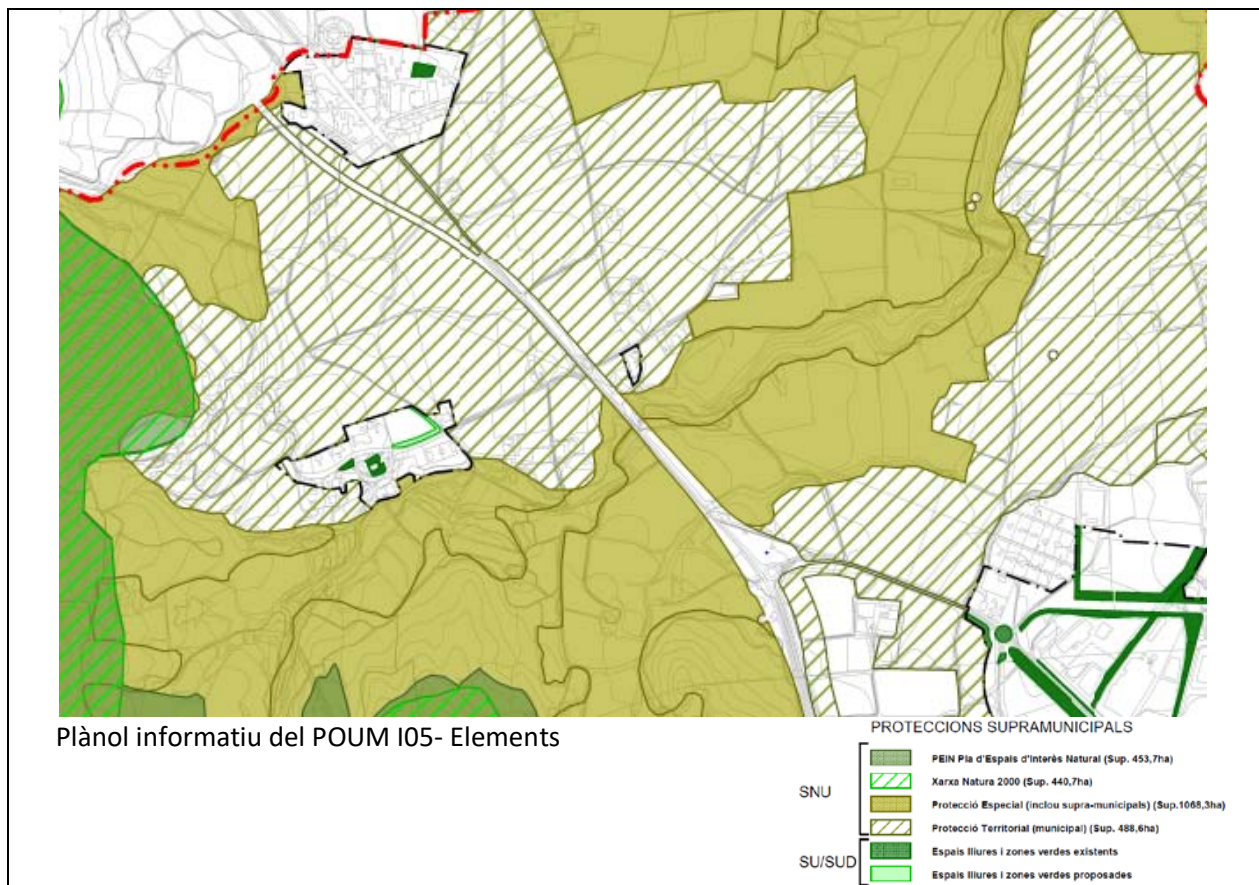 Plànol informatiu del POUM I05- Elements
PROTECCIONS SUPRAMUNICIPALS
SNU
PEIN Pla d'Espais d'Interès Natural (Sup. 453,7ha)
Xarxa Natura 2000 (Sup. 440,7ha)
Protecció Especial (inclou supra-municipals) (Sup.1068,3ha)
Protecció Territorial (municipal) (Sup. 488,6ha)
SU/SUD
Espais lliures i zones verdes existents
Espais lliures i zones verdes proposades